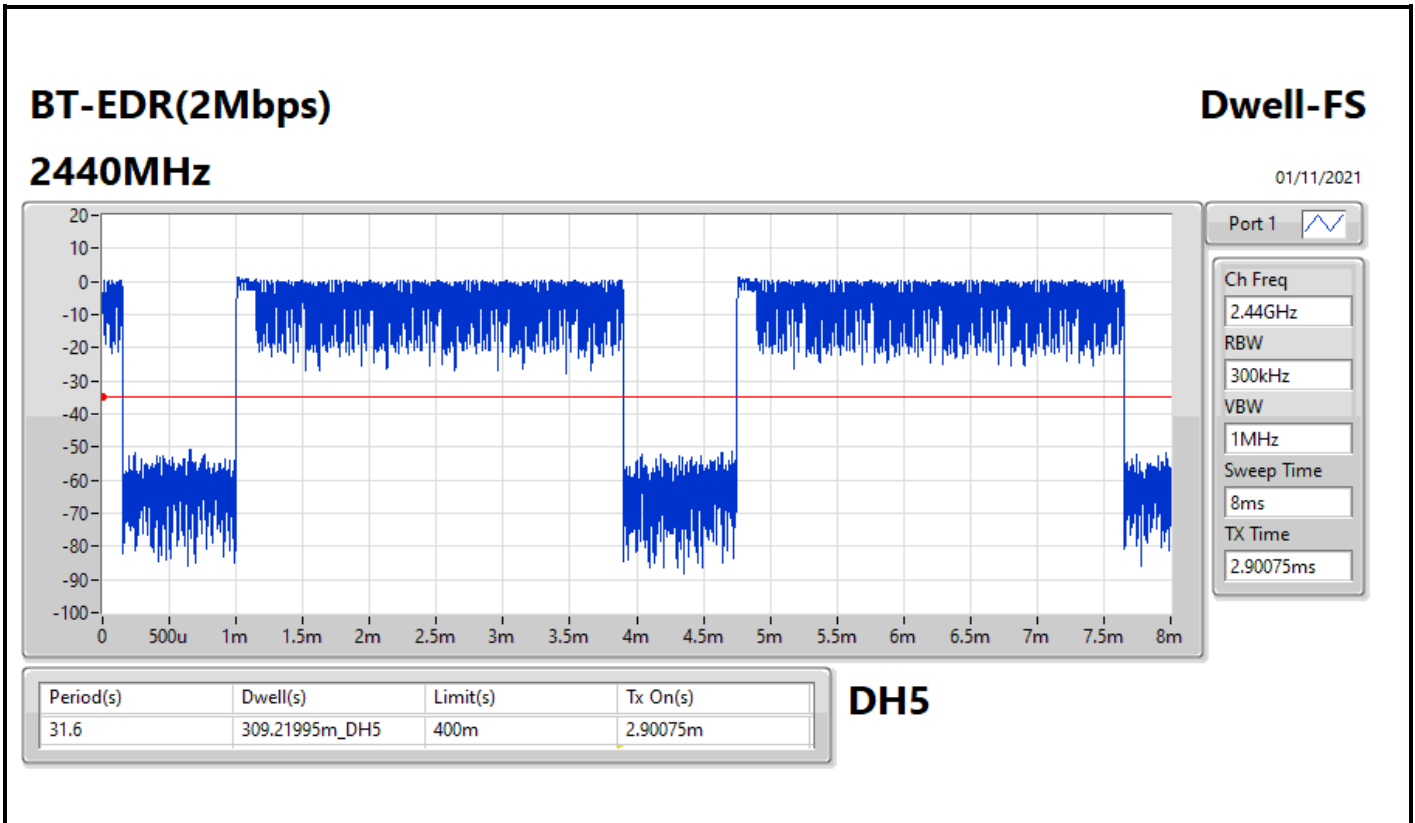 BT-EDR(2Mbps) Dwell-FS
2440MHz 01/11/2021
Port 1
20
10
0
-10
-20
-30
-40
-50
-60
-70
-80
-90
-100
0 500u 1m 1.5m 2m 2.5m 3m 3.5m 4m 4.5m 5m 5.5m 6m 6.5m 7m 7.5m 8m
Ch Freq
2.44GHz
RBW
300kHz
VBW
1MHz
Sweep Time
8ms
TX Time
2.90075ms
Period(s) Dwell(s) Limit(s) Tx On(s)
31.6 309.21995m_DH5 400m 2.90075m
DH5